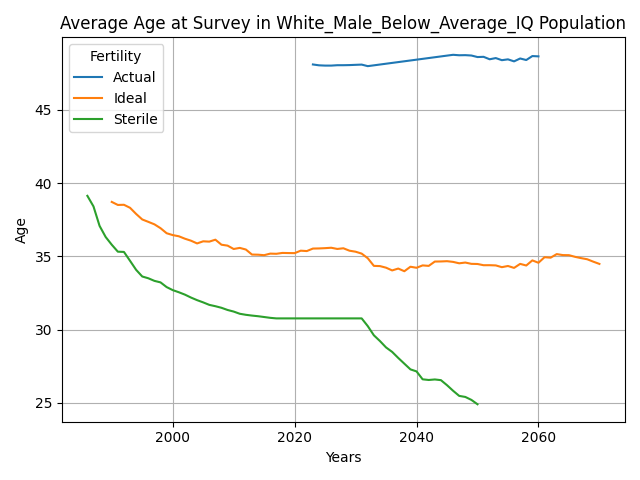 Average Age at Survey in White_Male_Below_Average_IQ Population
Fertility
Actual
Ideal
Sterile
45
40
35
30
25
Age
2000 2020 2040 2060
Years